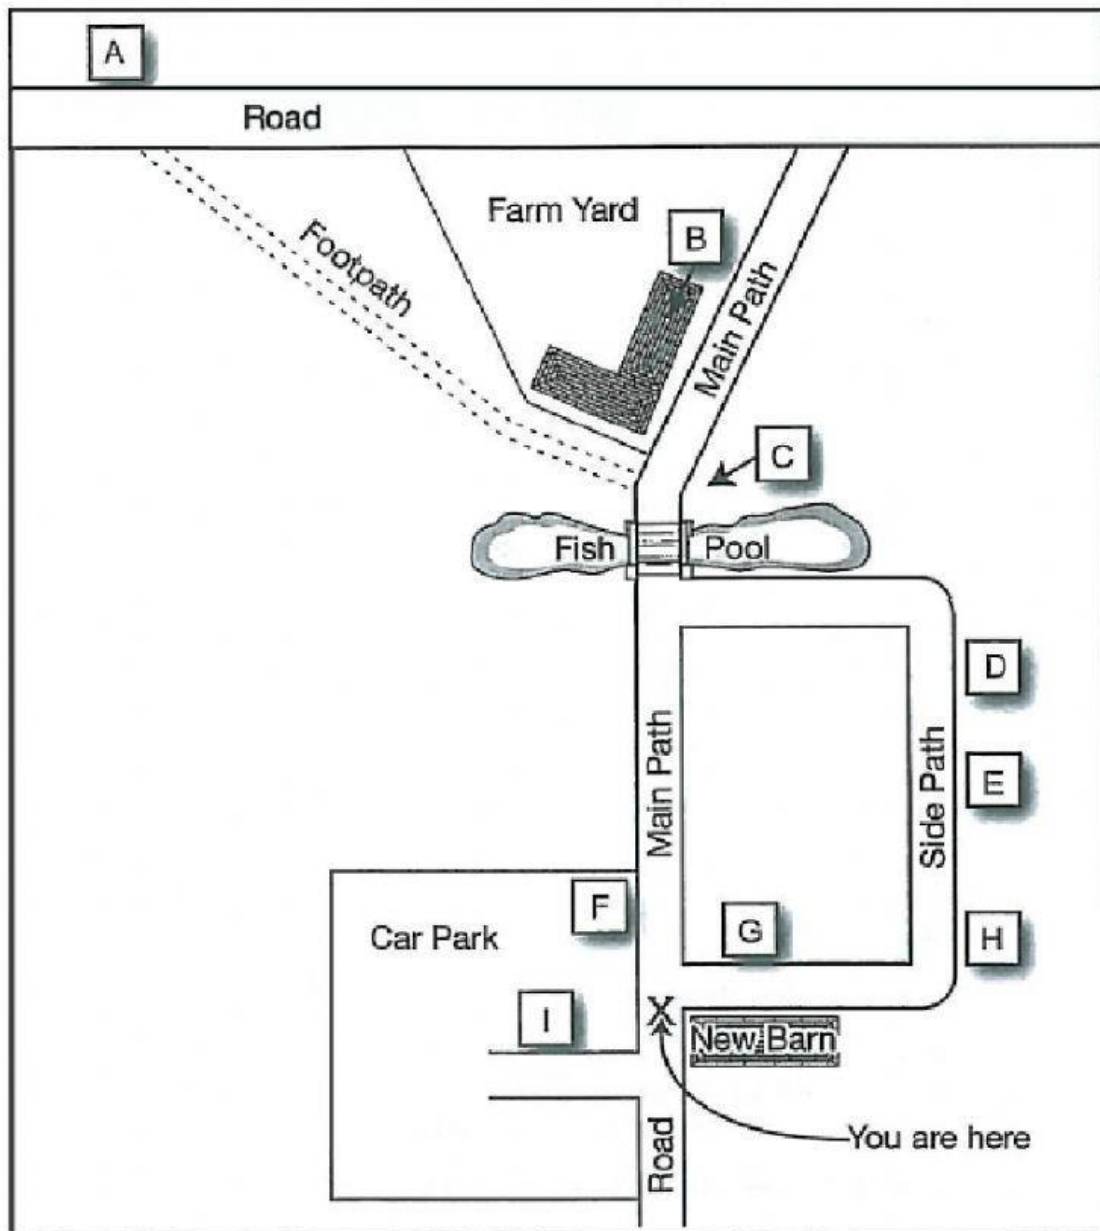 A
Road
Farm Yard
B
Footpath
Main Path
C
Fish Pool
D
Main Path
E
Side Path
F
Car Park
G
H
I
X
New Barn
You are here
Road